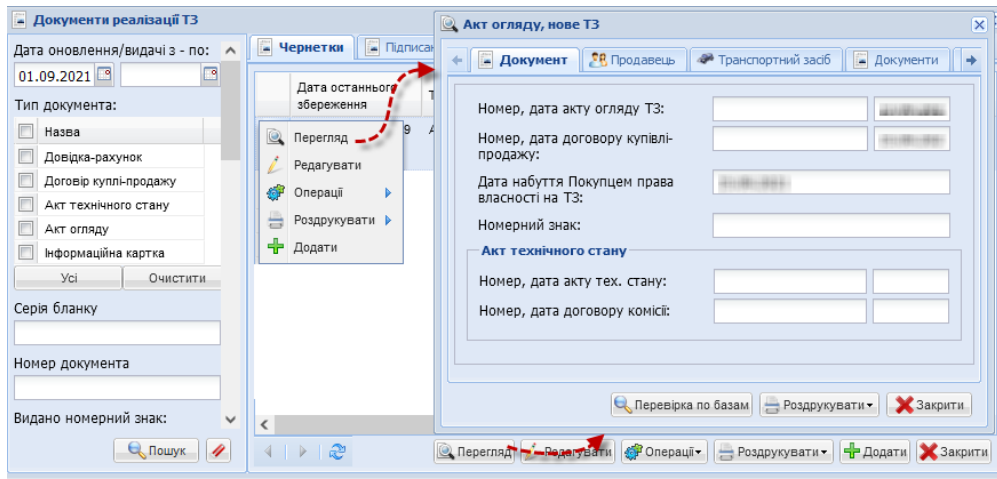 Документи реалізації ТЗ
Дата оновлення/видачі з - по:
01.09.2021
Тип документа:
Назва
Довідка-рахунок
Договір куплі-продажу
Акт технічного стану
Акт огляду
Інформаційна картка
Усі Очистити
Серія бланку
Номер документа
Видано номерний знак:
Пошук
Чернетки
Дата останнього
збереження
9
Перегляд
Редагувати
Операції
Роздрукувати
Додати
Акт огляду, нове ТЗ
Документ Продавець Транспортний засіб Документи
Номер, дата акту огляду ТЗ:
Номер, дата договору купівлі-
продажу:
Дата набуття Покупцем права
власності на ТЗ:
Номерний знак:
Акт технічного стану
Номер, дата акту тех. стану:
Номер, дата договору комісії:
Перевірка по базам Роздрукувати Закрити
Перегляд Редагувати Операції Роздрукувати Додати Закрити